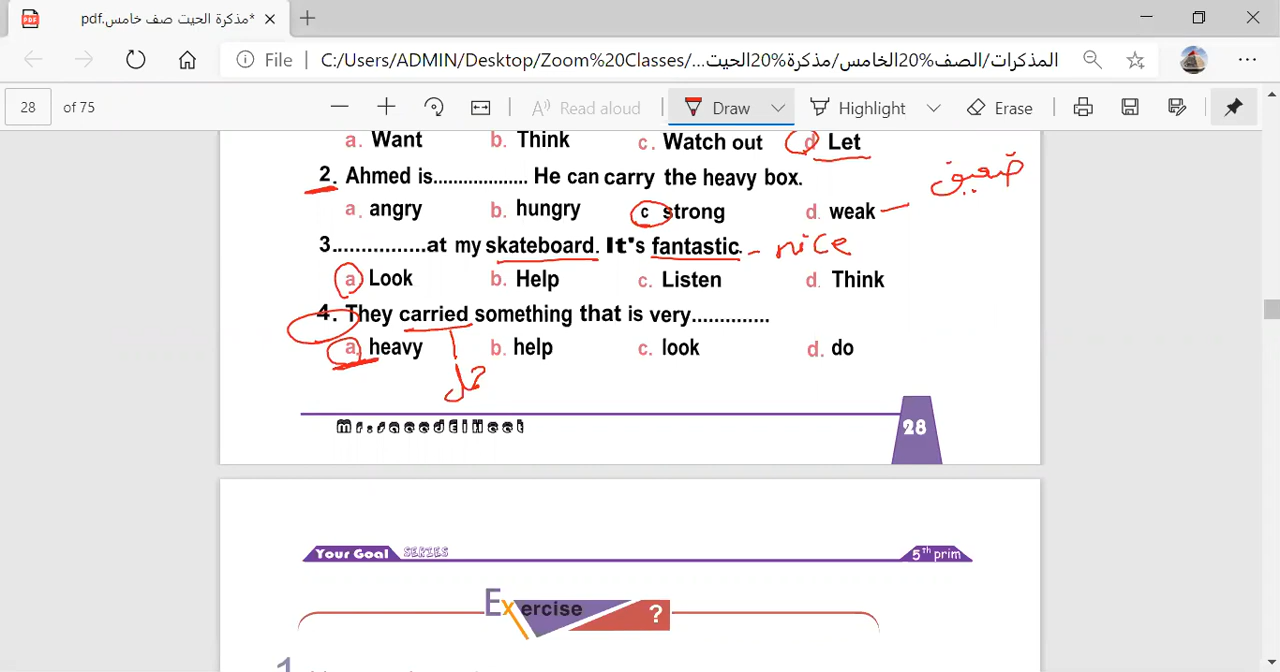 *مذكرة الحيت صف خامس.pdf
File C:/Users/ADMIN/Desktop/Zoom%20Classes/المذكرات/الصف%20الخامس/مذكرة%20الحيت...
28 of 75 Read aloud Draw Highlight Erase
a. Want b. Think c. Watch out d Let
2. Ahmed is.................. He can carry the heavy box.
ضعيف
a. angry b. hungry c strong d. weak
3...............at my skateboard. It's fantastic. - nice
a Look b. Help c. Listen d. Think
4. They carried something that is very..............
a. heavy b. help c. look d. do
28
Your Goal SERIES 5th prim
Exercise ?
1